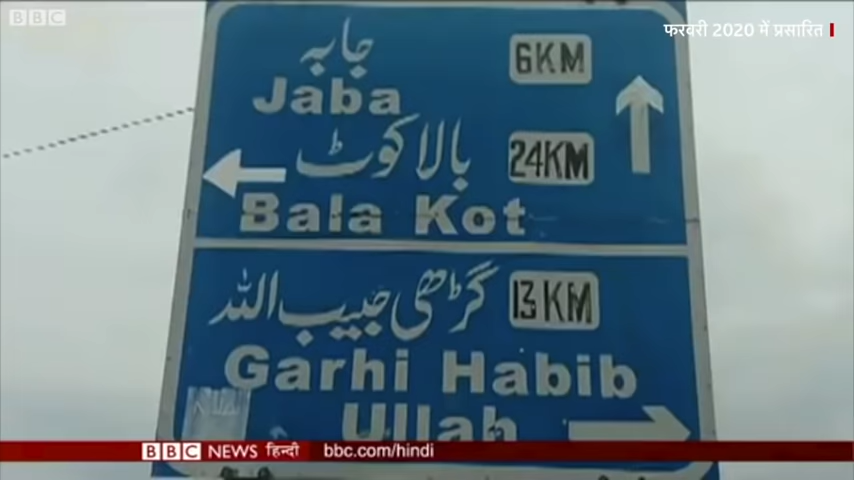 BBC
फरवरी 2020 में प्रसारित
جابہ
6KM
Jaba
بالاکوٹ
24KM
Bala Kot
گڑھی حبیب اللہ
13KM
Garhi Habib
Ullah
BBC NEWS हिन्दी bbc.com/hindi